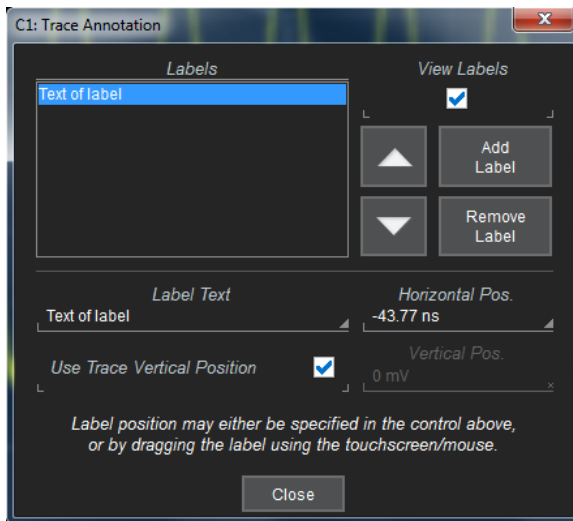 C1: Trace Annotation
Labels
View Labels
Text of label
Add
Label
Remove
Label
Label Text
Horizontal Pos.
Text of label
-43.77 ns
Use Trace Vertical Position
Vertical Pos.
0 mV
Label position may either be specified in the control above,
or by dragging the label using the touchscreen/mouse.
Close